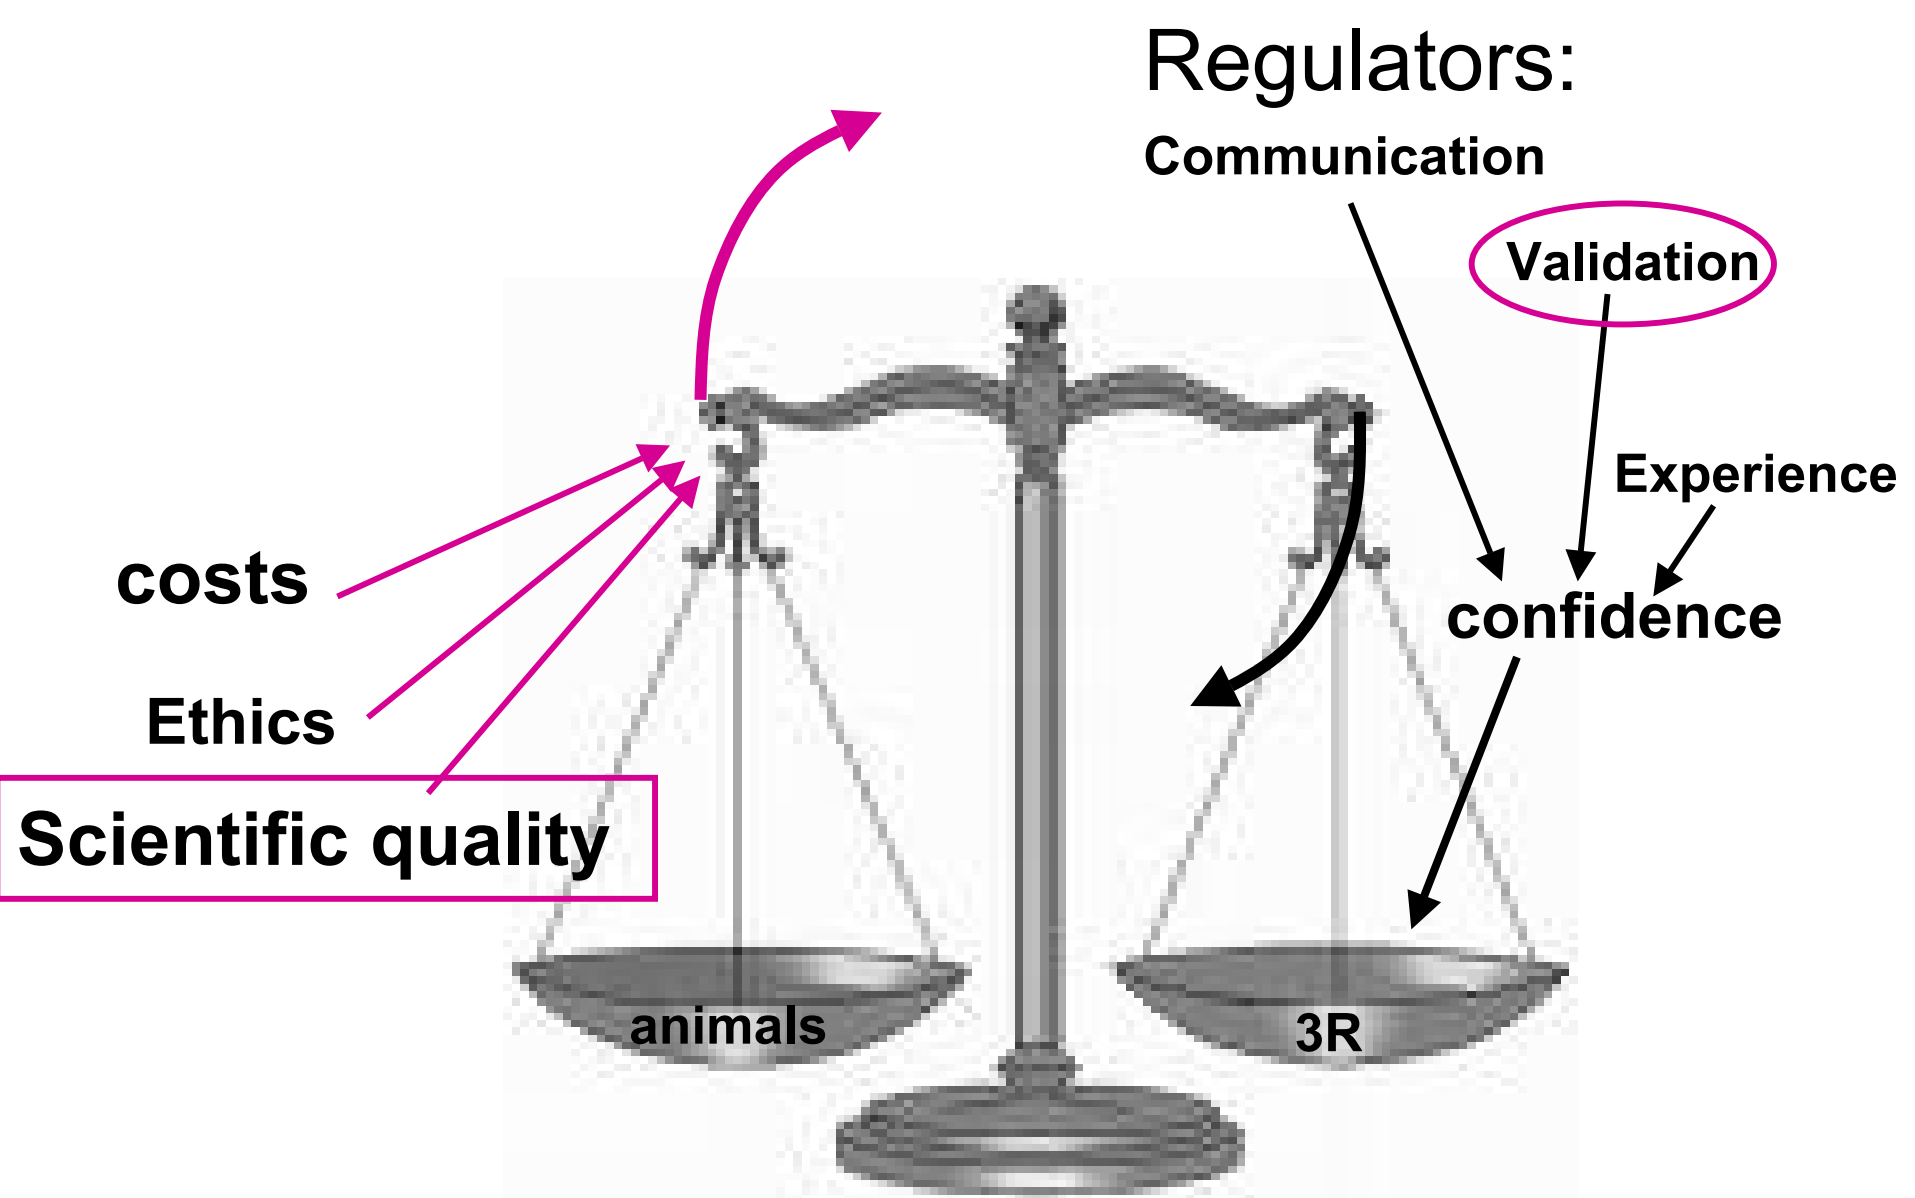 Regulators:
Communication
Validation
Experience
costs
confidence
Ethics
Scientific quality
animals
3R